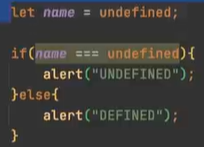 let name = undefined;
if(name === undefined){
alert("UNDEFINED");
}else{
alert("DEFINED");
}